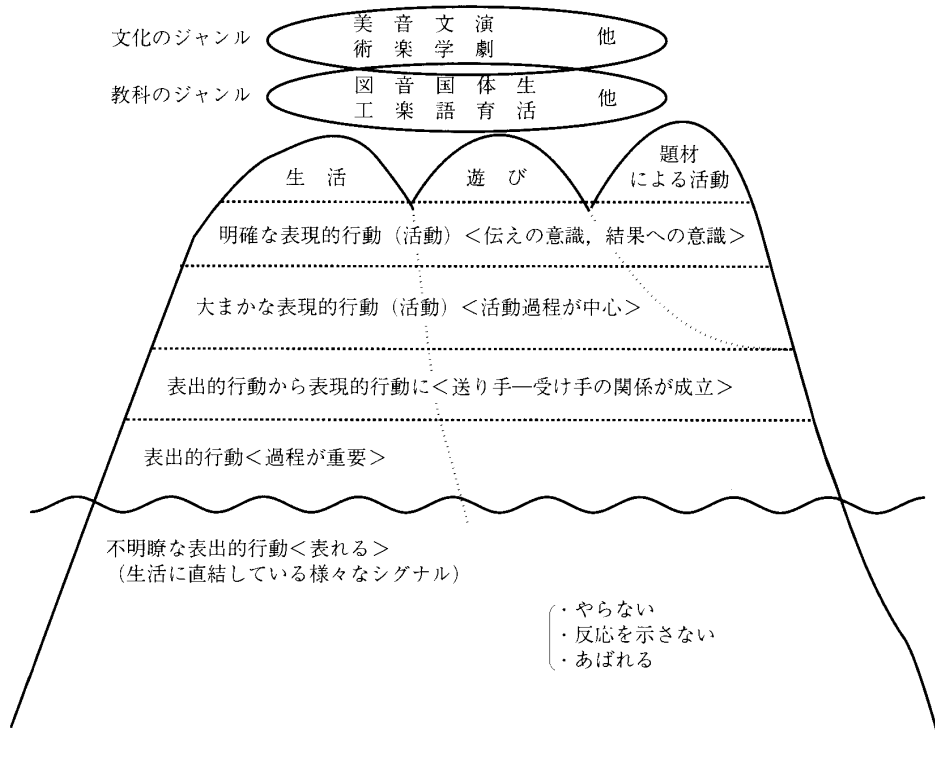 文化のジャンル
美術 音楽 文学 演劇 他
教科のジャンル
図工 音楽 国語 体育 生活 他
生 活
遊 び
題材
による活動
明確な表現的行動（活動）＜伝えの意識，結果への意識＞
大まかな表現的行動（活動）＜活動過程が中心＞
表出的行動から表現的行動に＜送り手―受け手の関係が成立＞
表出的行動＜過程が重要＞
不明瞭な表出的行動＜表れる＞
（生活に直結している様々なシグナル）
・やらない
・反応を示さない
・あばれる